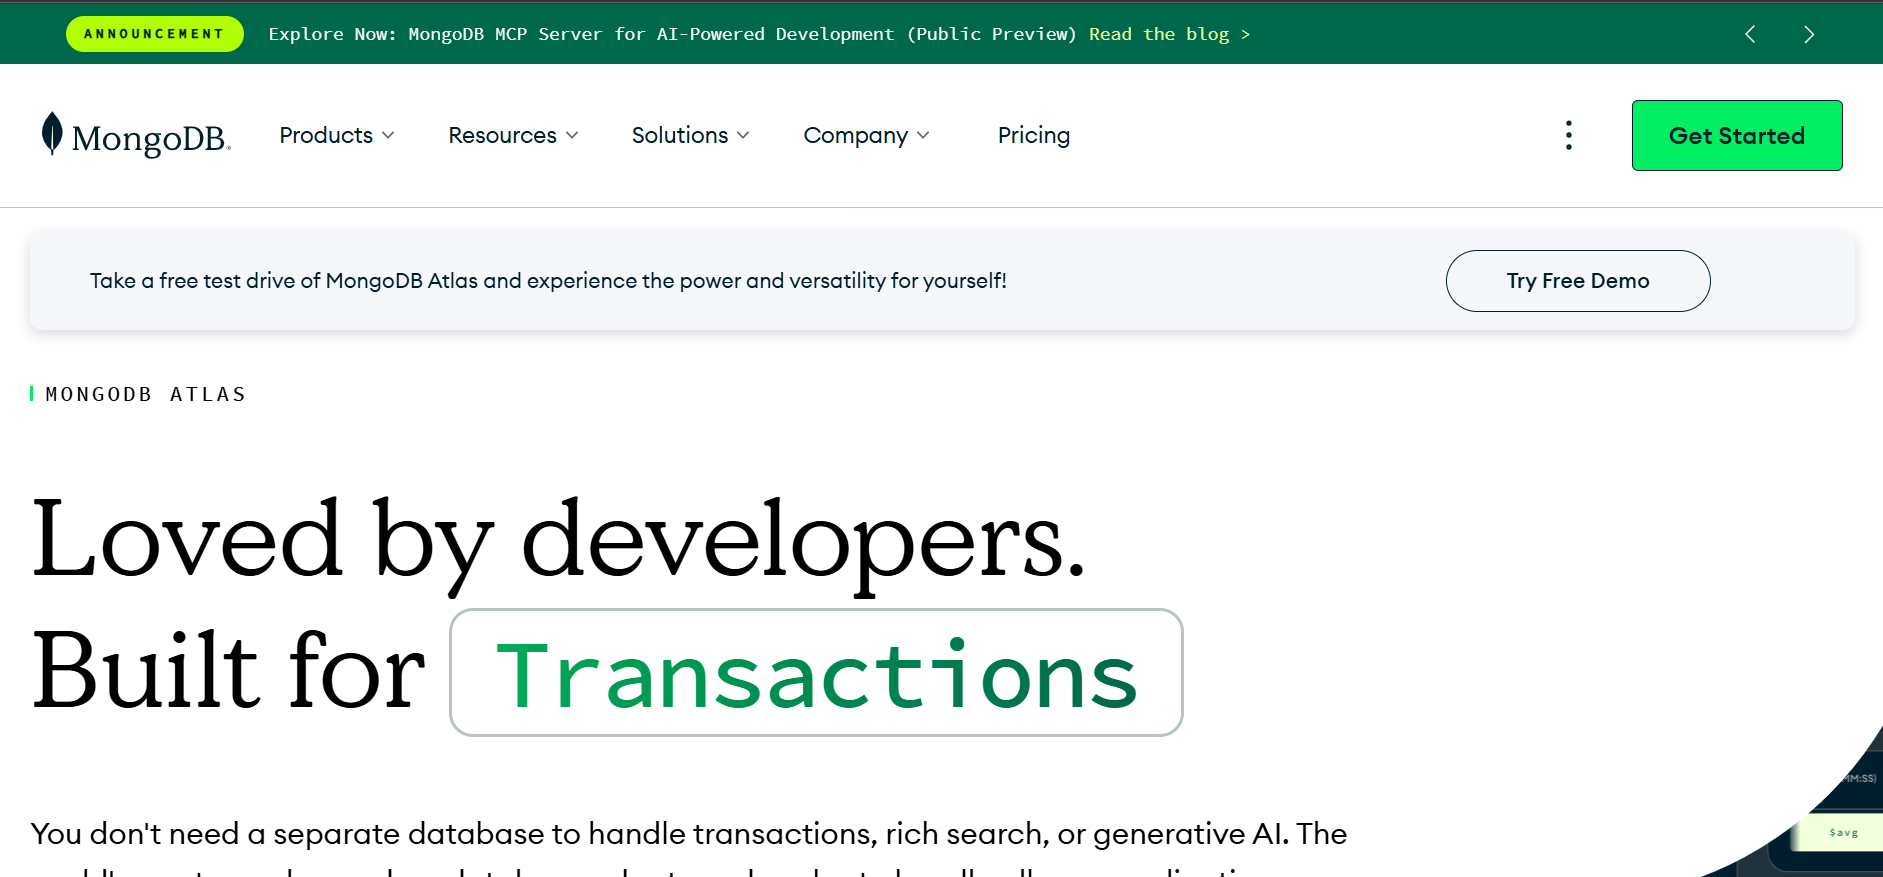 ANNOUNCEMENT Explore Now: MongoDB MCP Server for AI-Powered Development (Public Preview) Read the blog >
MongoDB. Products Resources Solutions Company Pricing Get Started
Take a free test drive of MongoDB Atlas and experience the power and versatility for yourself! Try Free Demo
MONGODB ATLAS
Loved by developers.
Built for Transactions
MM:SS)
$avg
You don't need a separate database to handle transactions, rich search, or generative AI. The